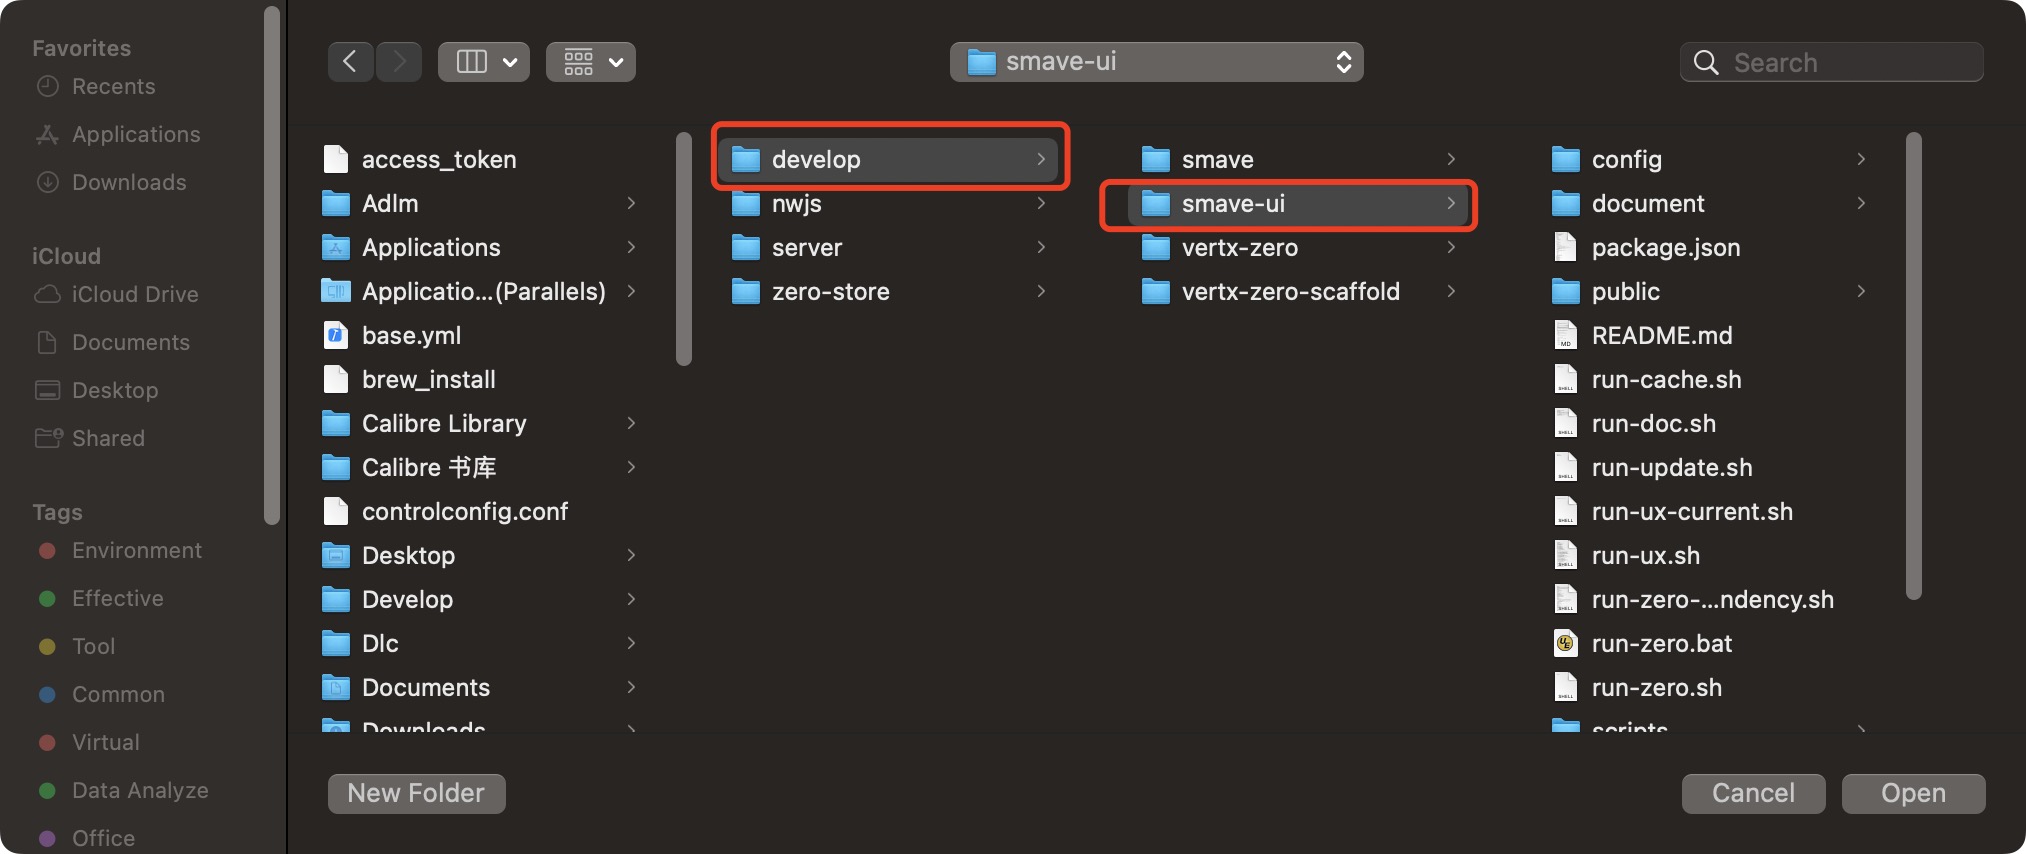 Favorites
Recents
Applications
Downloads
iCloud
iCloud Drive
Documents
Desktop
Shared
Tags
Environment
Effective
Tool
Common
Virtual
Data Analyze
Office
smave-ui
Search
access_token
Adlm
Applications
Applicatio...(Parallels)
base.yml
brew_install
Calibre Library
Calibre 书库
controlconfig.conf
Desktop
Develop
Dlc
Documents
Downloads
develop
nwjs
server
zero-store
smave
smave-ui
vertx-zero
vertx-zero-scaffold
config
document
package.json
public
README.md
run-cache.sh
run-doc.sh
run-update.sh
run-ux-current.sh
run-ux.sh
run-zero-...ndency.sh
run-zero.bat
run-zero.sh
scripts
New Folder
Cancel
Open